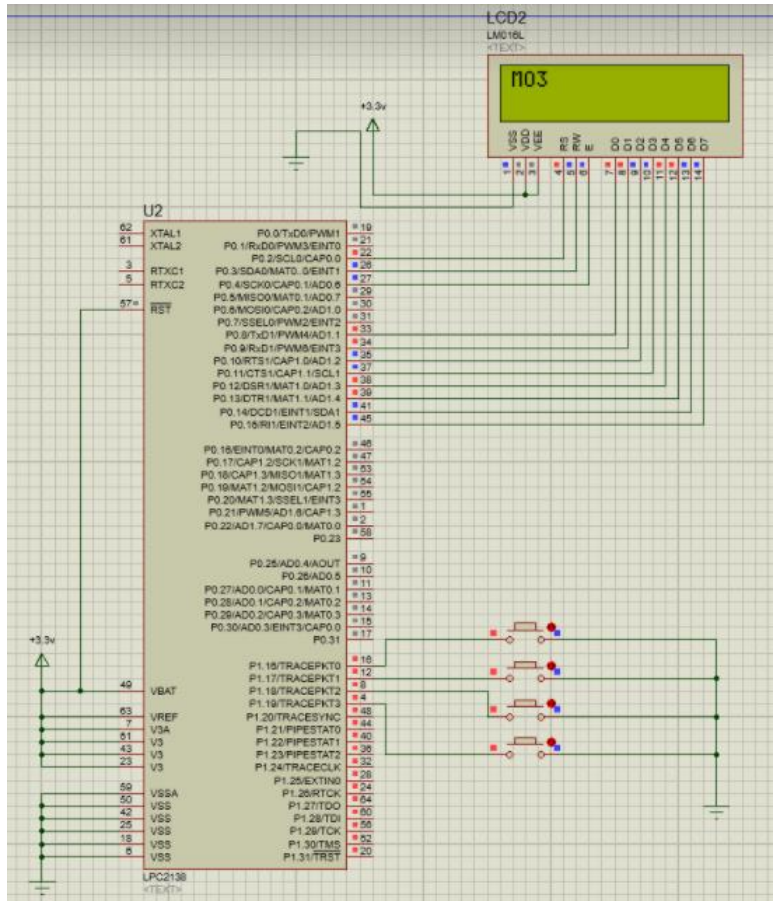 LCD2
LM016L
<TEXT>
M03
+3.3v
VSS
VDD
VEE
RS
RW
E
D0
D1
D2
D3
D4
D5
D6
D7
1
2
3
4
5
6
7
8
9
10
11
12
13
14
U2
62 XTAL1 P0.0/TxD0/PWM1 19
61 XTAL2 P0.1/RxD0/PWM3/EINT0 21
P0.2/SCL0/CAP0.0 22
3 RTXC1 P0.3/SDA0/MAT0..0/EINT1 26
5 RTXC2 P0.4/SCK0/CAP0.1/AD0.6 27
P0.5/MISO0/MAT0.1/AD0.7 29
57 RST P0.6/MOSI0/CAP0.2/AD1.0 30
P0.7/SSEL0/PWM2/EINT2 31
P0.8/TxD1/PWM4/AD1.1 33
P0.9/RxD1/PWM6/EINT3 34
P0.10/RTS1/CAP1.0/AD1.2 35
P0.11/CTS1/CAP1.1/SCL1 37
P0.12/DSR1/MAT1.0/AD1.3 38
P0.13/DTR1/MAT1.1/AD1.4 39
P0.14/DCD1/EINT1/SDA1 41
P0.15/RI1/EINT2/AD1.5 45
P0.16/EINT0/MAT0.2/CAP0.2 46
P0.17/CAP1.2/SCK1/MAT1.2 47
P0.18/CAP1.3/MISO1/MAT1.3 53
P0.19/MAT1.2/MOSI1/CAP1.2 54
P0.20/MAT1.3/SSEL1/EINT3 55
P0.21/PWM5/AD1.6/CAP1.3 1
P0.22/AD1.7/CAP0.0/MAT0.0 2
P0.23 58
P0.25/AD0.4/AOUT 9
P0.26/AD0.5 10
P0.27/AD0.0/CAP0.1/MAT0.1 11
P0.28/AD0.1/CAP0.2/MAT0.2 13
P0.29/AD0.2/CAP0.3/MAT0.3 14
P0.30/AD0.3/EINT3/CAP0.0 15
P0.31 17
+3.3v
P1.16/TRACEPKT0 16
P1.17/TRACEPKT1 12
49 VBAT P1.18/TRACEPKT2 8
P1.19/TRACEPKT3 4
63 VREF P1.20/TRACESYNC 48
7 V3A P1.21/PIPESTAT0 44
51 V3 P1.22/PIPESTAT1 40
43 V3 P1.23/PIPESTAT2 36
23 V3 P1.24/TRACECLK 32
P1.25/EXTIN0 28
59 VSSA P1.26/RTCK 24
50 VSS P1.27/TDO 64
42 VSS P1.28/TDI 60
25 VSS P1.29/TCK 56
18 VSS P1.30/TMS 52
6 VSS P1.31/TRST 20
LPC2138
<TEXT>